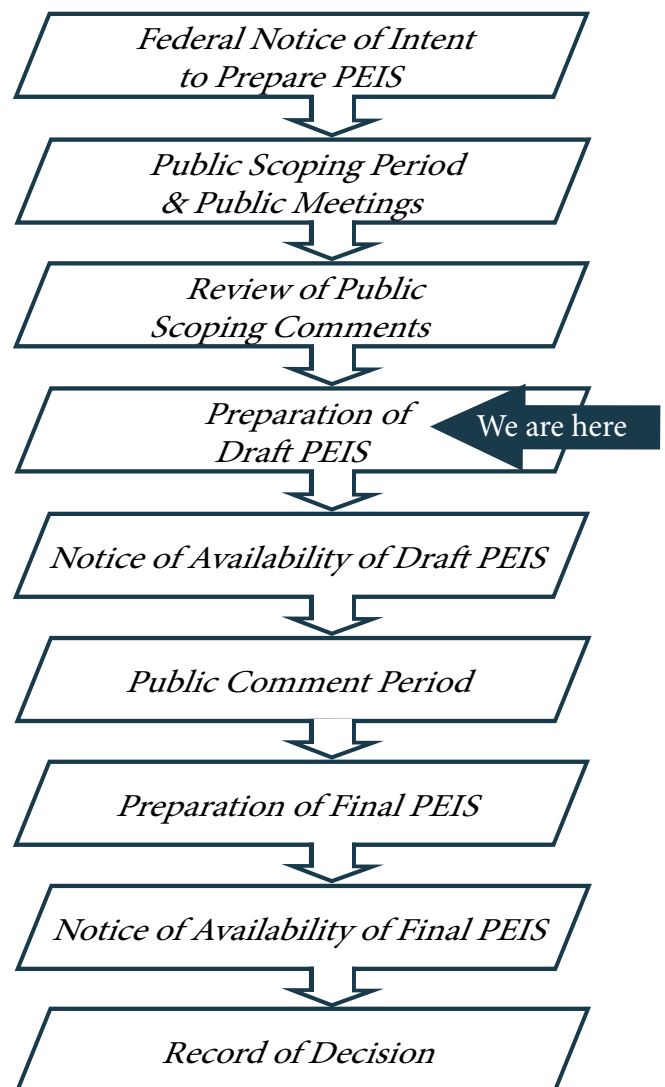 Federal Notice of Intent
to Prepare PEIS
Public Scoping Period
& Public Meetings
Review of Public
Scoping Comments
Preparation of
Draft PEIS
We are here
Notice of Availability of Draft PEIS
Public Comment Period
Preparation of Final PEIS
Notice of Availability of Final PEIS
Record of Decision